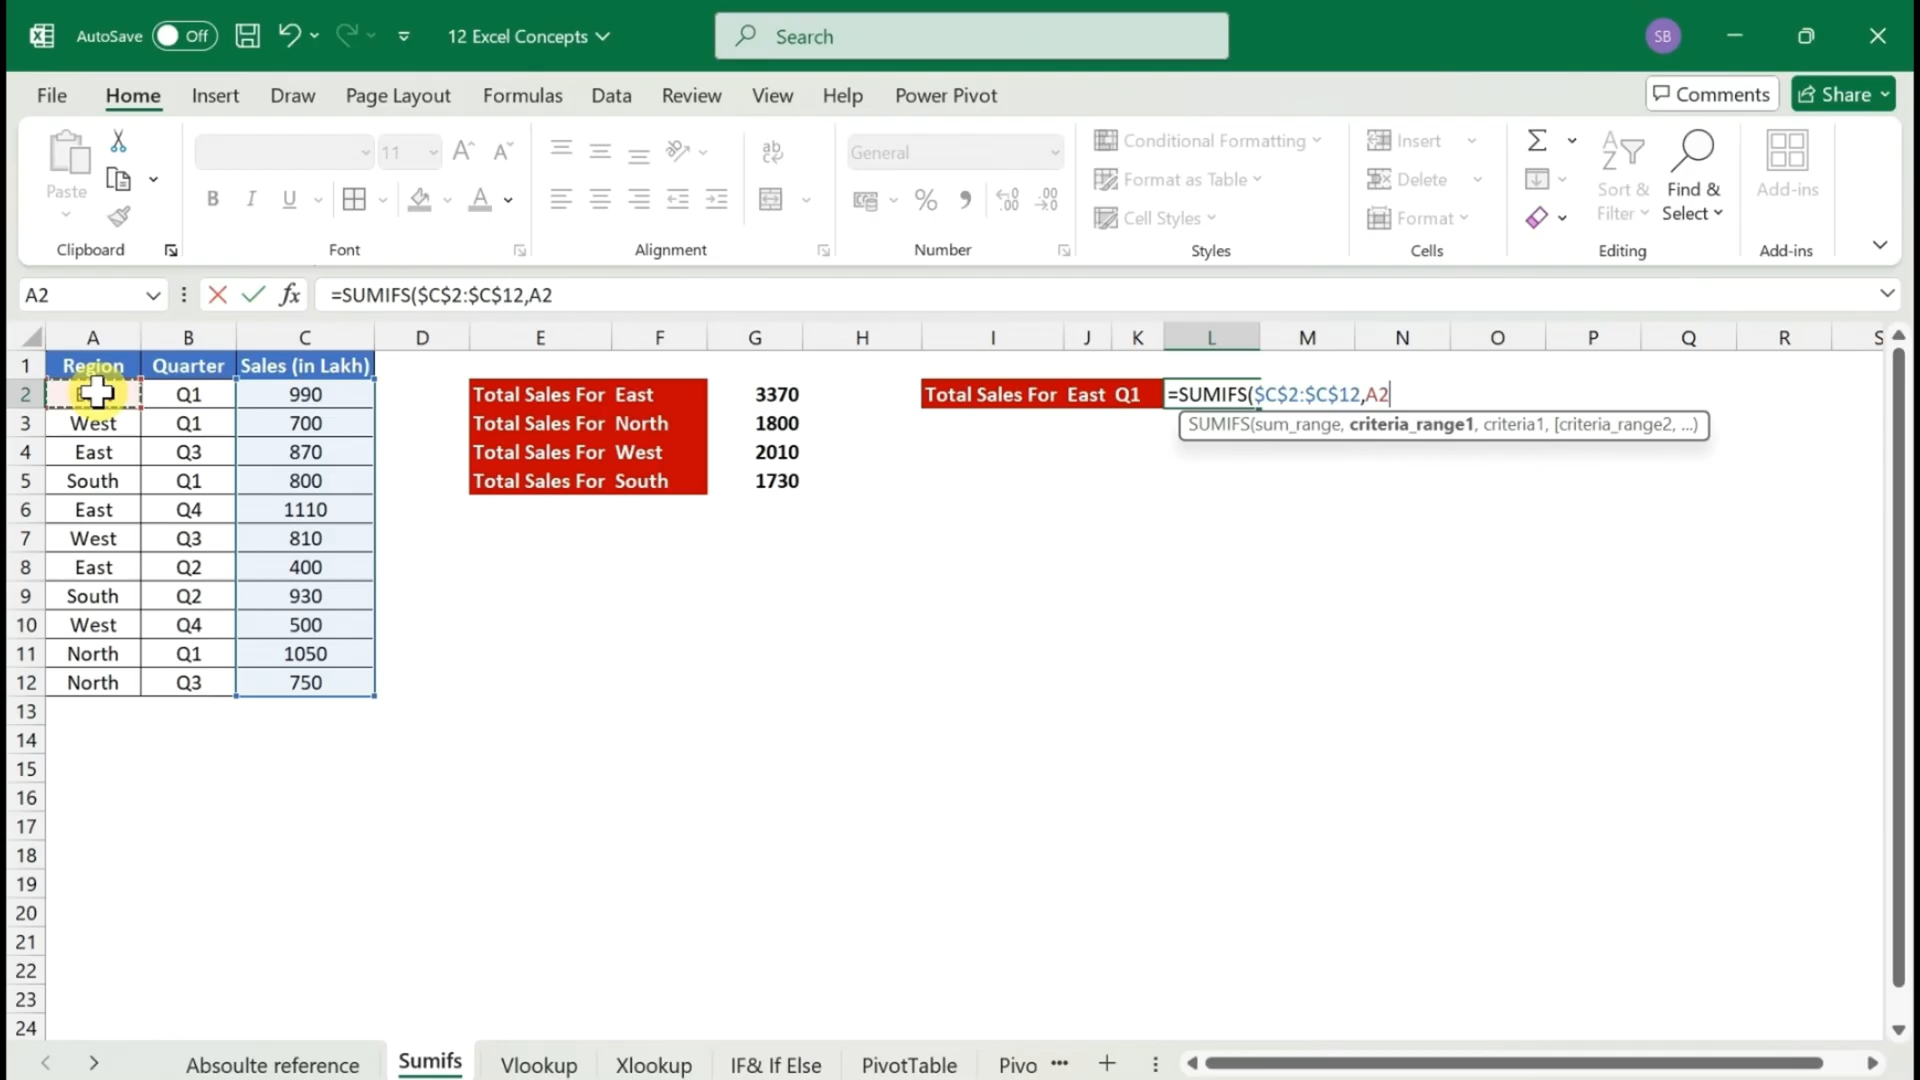 AutoSave Off 12 Excel Concepts Search SB
File Home Insert Draw Page Layout Formulas Data Review View Help Power Pivot Comments Share
Paste
Clipboard
11
B I U A
Font
ab
Alignment
General
%
Number
Conditional Formatting
Format as Table
Cell Styles
Styles
Insert
Delete
Format
Cells
Sort & Filter
Find & Select
Editing
Add-ins
Add-ins
A2 fx =SUMIFS($C$2:$C$12,A2
A B C D E F G H I J K L M N O P Q R S
1 Region Quarter Sales (in Lakh)
2 Q1 990 Total Sales For East 3370 Total Sales For East Q1 =SUMIFS($C$2:$C$12,A2
3 West Q1 700 Total Sales For North 1800 SUMIFS(sum_range, criteria_range1, criteria1, [criteria_range2, ...)
4 East Q3 870 Total Sales For West 2010
5 South Q1 800 Total Sales For South 1730
6 East Q4 1110
7 West Q3 810
8 East Q2 400
9 South Q2 930
10 West Q4 500
11 North Q1 1050
12 North Q3 750
13
14
15
16
17
18
19
20
21
22
23
24
Absoulte reference Sumifs Vlookup Xlookup IF& If Else PivotTable Pivo ...